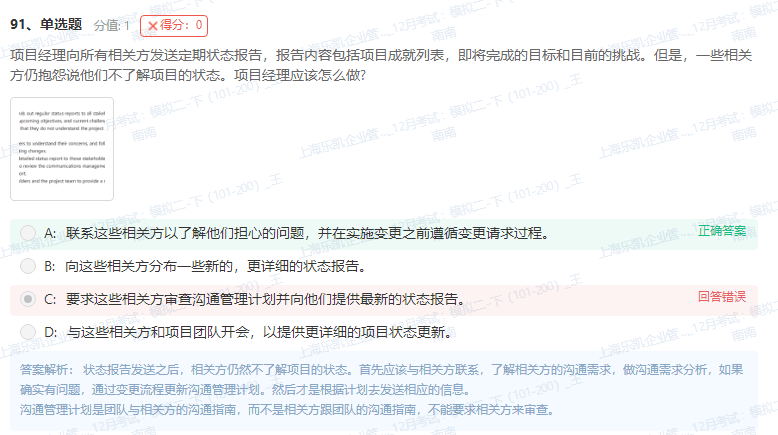 91、单选题 分值: 1 ×得分：0
项目经理向所有相关方发送定期状态报告，报告内容包括项目成就列表，即将完成的目标和目前的挑战。但是，一些相关
方仍抱怨说他们不了解项目的状态。项目经理应该怎么做?
nds out regular status reports to all stakel
upcoming objectives, and current challen
that they do not understand the project
ers to understand their concerns, and foll
ing changes.
detailed status report to these stakeholde
o review the communications manageme
ort.
olders and the project team to provide a r
A: 联系这些相关方以了解他们担心的问题，并在实施变更之前遵循变更请求过程。 正确答案
B: 向这些相关方分布一些新的，更详细的状态报告。
C: 要求这些相关方审查沟通管理计划并向他们提供最新的状态报告。 回答错误
D: 与这些相关方和项目团队开会，以提供更详细的项目状态更新。
答案解析： 状态报告发送之后，相关方仍然不了解项目的状态。首先应该与相关方联系，了解相关方的沟通需求，做沟通需求分析，如果
确实有问题，通过变更流程更新沟通管理计划。然后才是根据计划去发送相应的信息。
沟通管理计划是团队与相关方的沟通指南，而不是相关方跟团队的沟通指南，不能要求相关方来审查。
上海乐凯企业管..._12月考试：模拟二-下（101-200）_王
南南